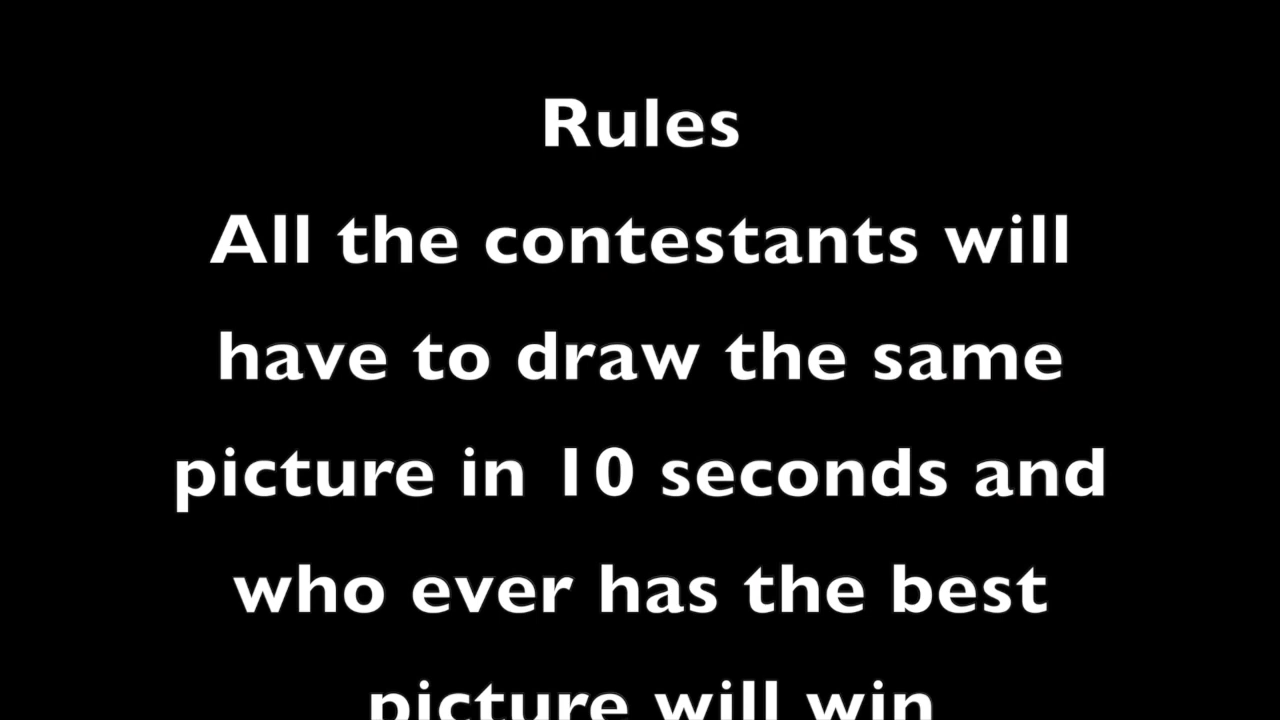 Rules
All the contestants will
have to draw the same
picture in 10 seconds and
who ever has the best
picture will win